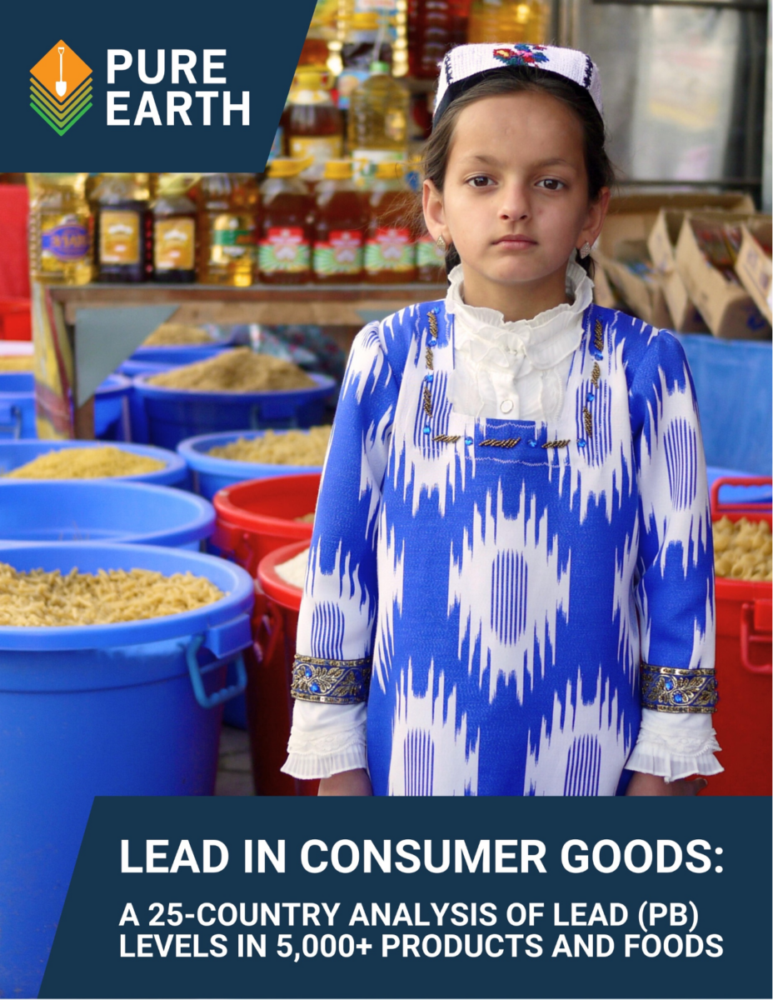 PURE
EARTH
LEAD IN CONSUMER GOODS:
A 25-COUNTRY ANALYSIS OF LEAD (PB)
LEVELS IN 5,000+ PRODUCTS AND FOODS